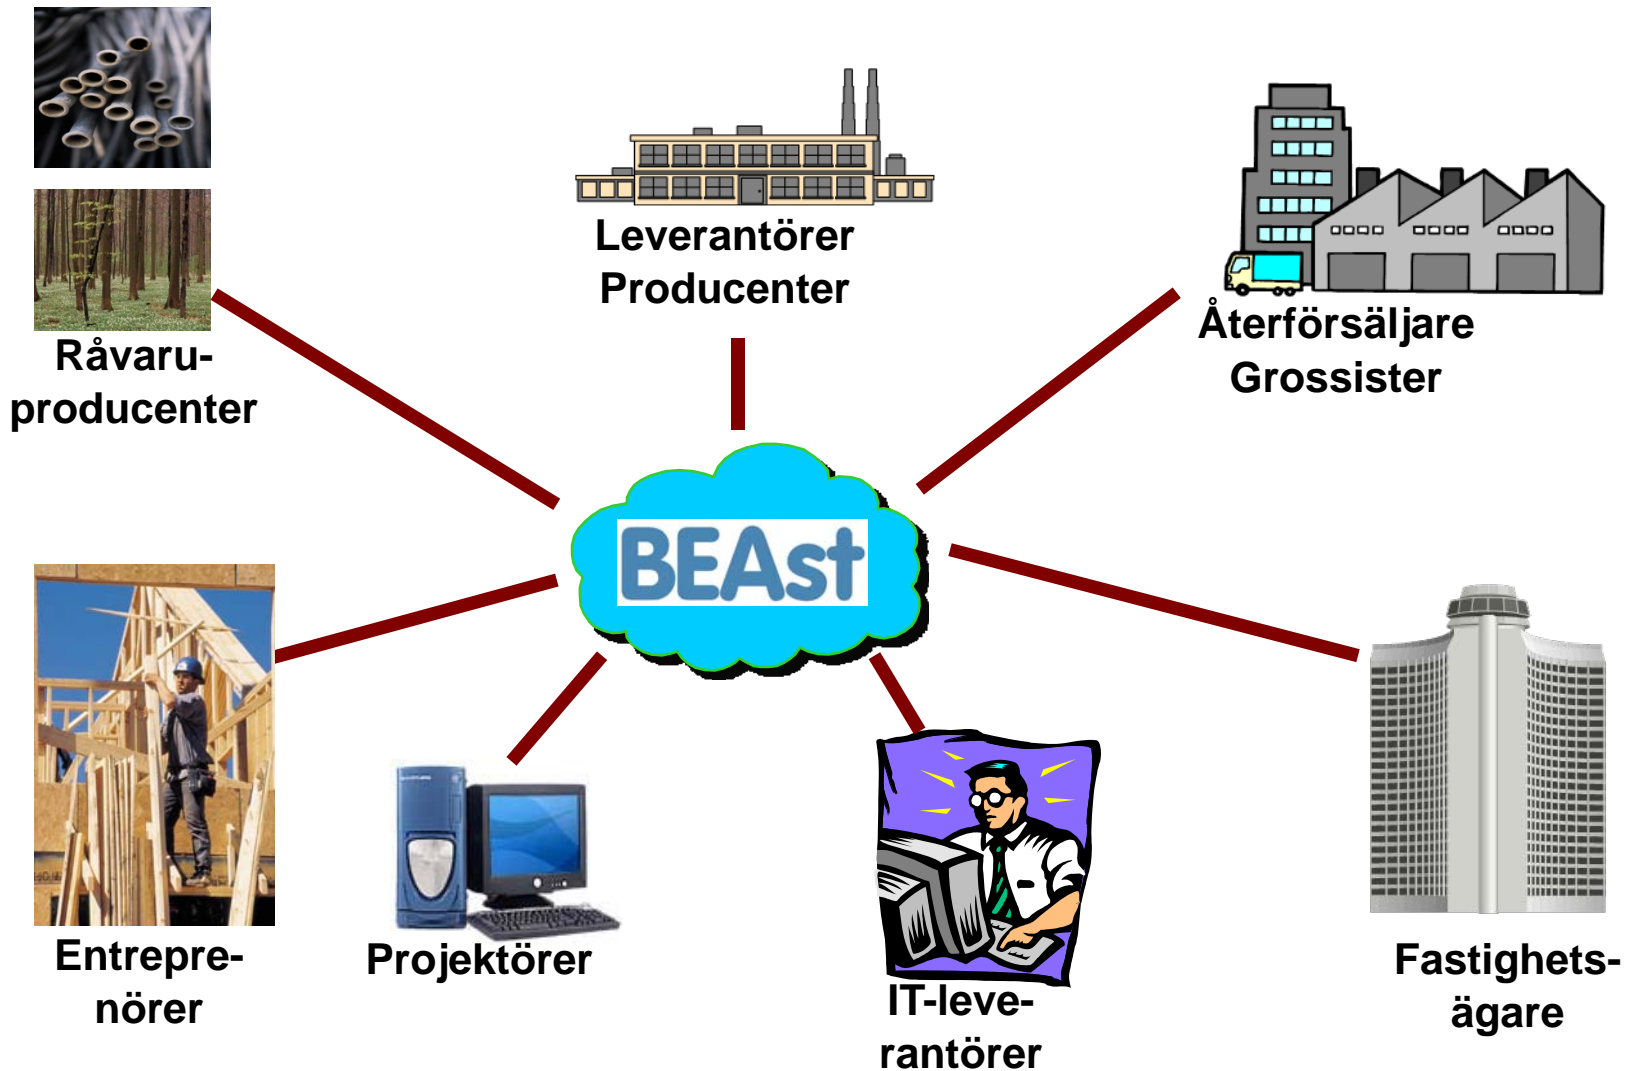 Leverantörer
Producenter
Återförsäljare
Grossister
Råvaru-
producenter
BEAst
Entrepre-
nörer
Projektörer
IT-leve-
rantörer
Fastighets-
ägare